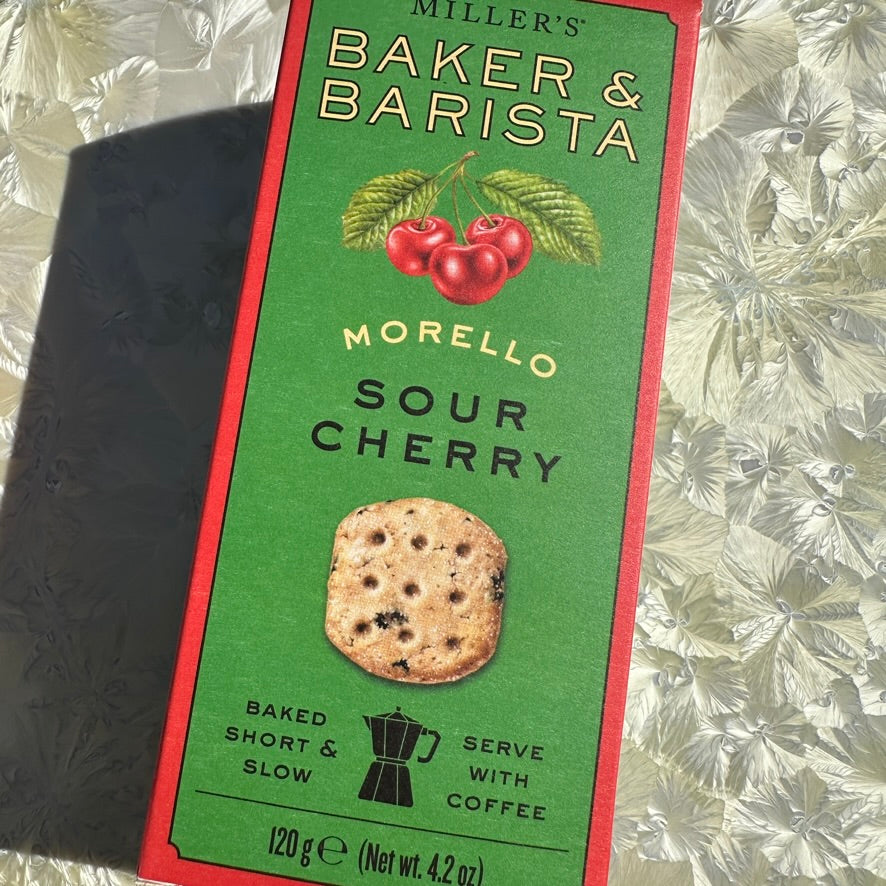 MILLER'S®
BAKER &
BARISTA
MORELLO
SOUR
CHERRY
BAKED
SHORT &
SLOW
SERVE
WITH
COFFEE
120g ℮ (Net wt. 4.2 oz)